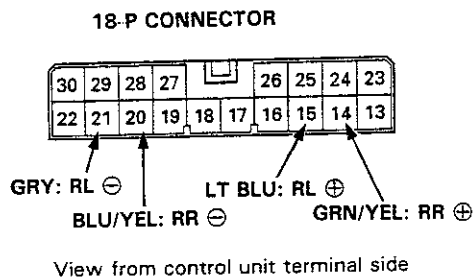 18-P CONNECTOR
30 29 28 27 26 25 24 23
22 21 20 19 18 17 16 15 14 13
GRY: RL ⊖ LT BLU: RL ⊕
BLU/YEL: RR ⊖ GRN/YEL: RR ⊕
View from control unit terminal side